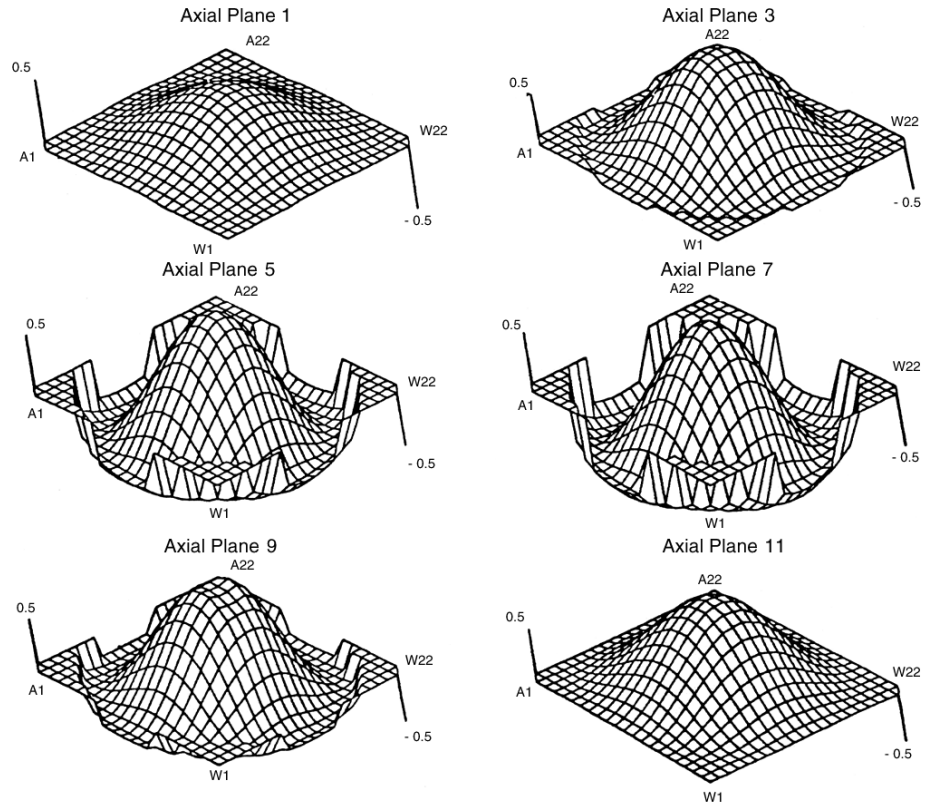 Axial Plane 1
Axial Plane 3
A22
A22
0.5
0.5
W22
W22
A1
A1
- 0.5
- 0.5
W1
W1
Axial Plane 5
Axial Plane 7
A22
A22
0.5
0.5
W22
W22
A1
A1
- 0.5
- 0.5
W1
W1
Axial Plane 9
Axial Plane 11
A22
A22
0.5
0.5
W22
W22
A1
A1
- 0.5
- 0.5
W1
W1